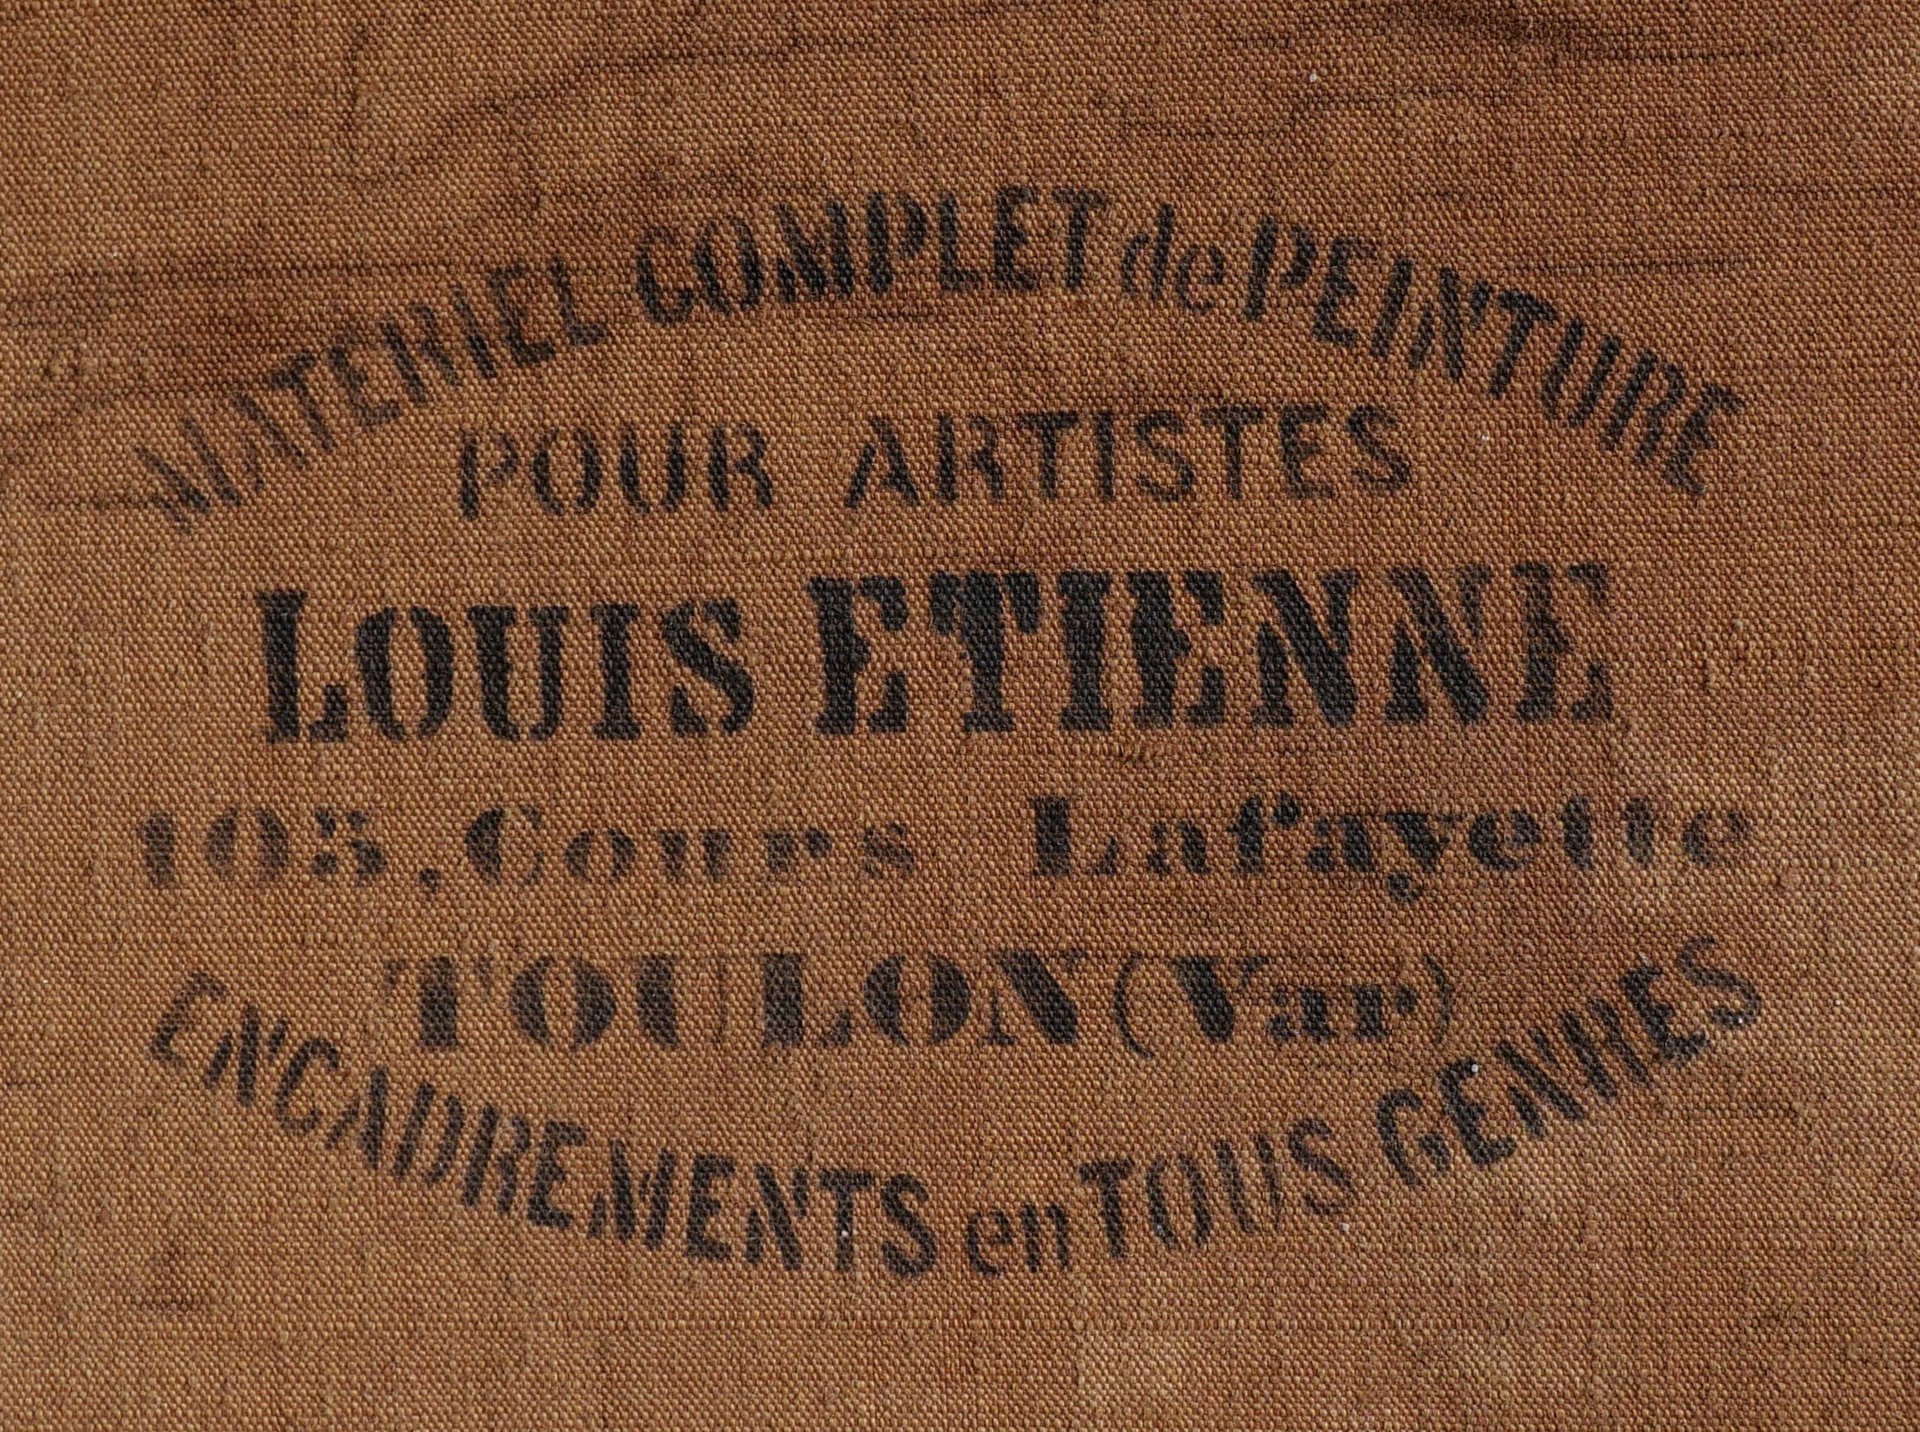 MATERIEL COMPLET de PEINTURE
POUR ARTISTES
LOUIS ETIENNE
105, Cours Lafayette
TOULON (Var)
ENCADREMENTS en TOUS GENRES